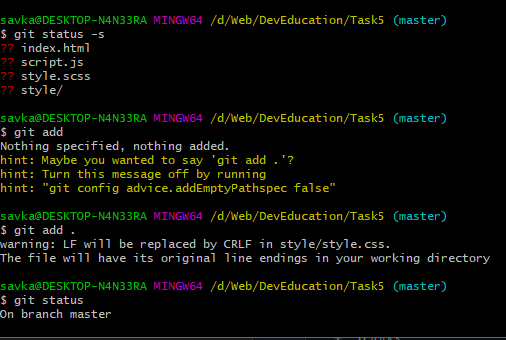 savka@DESKTOP-N4N33RA MINGW64 /d/Web/DevEducation/Task5 (master)
$ git status -s
?? index.html
?? script.js
?? style.scss
?? style/
savka@DESKTOP-N4N33RA MINGW64 /d/Web/DevEducation/Task5 (master)
$ git add
Nothing specified, nothing added.
hint: Maybe you wanted to say 'git add .'?
hint: Turn this message off by running
hint: "git config advice.addEmptyPathspec false"
savka@DESKTOP-N4N33RA MINGW64 /d/Web/DevEducation/Task5 (master)
$ git add .
warning: LF will be replaced by CRLF in style/style.css.
The file will have its original line endings in your working directory
savka@DESKTOP-N4N33RA MINGW64 /d/Web/DevEducation/Task5 (master)
$ git status
On branch master